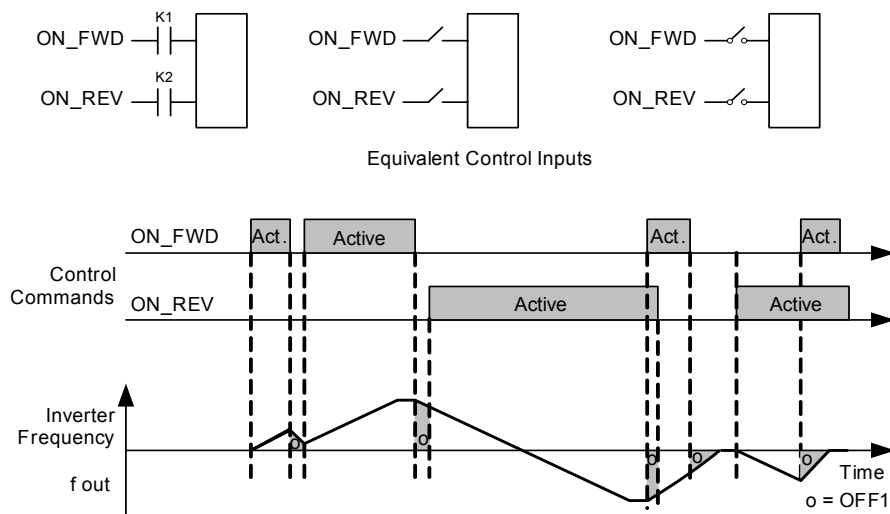 K1
ON_FWD
K2
ON_REV
ON_FWD
ON_REV
ON_FWD
ON_REV
Equivalent Control Inputs
Control
Commands
ON_FWD
Act.
Active
Act.
Act.
ON_REV
Active
Active
Inverter
Frequency
f out
o
o
o
o
o
Time
o = OFF1